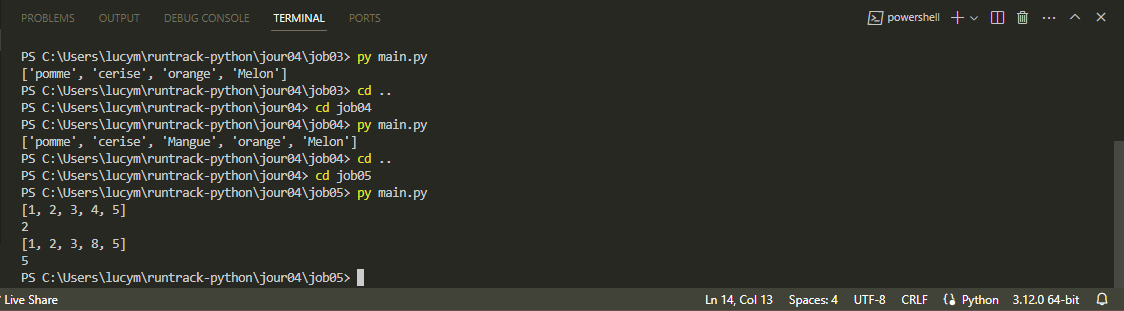 PROBLEMS OUTPUT DEBUG CONSOLE TERMINAL PORTS powershell
PS C:\Users\lucym\runtrack-python\jour04\job03> py main.py
['pomme', 'cerise', 'orange', 'Melon']
PS C:\Users\lucym\runtrack-python\jour04\job03> cd ..
PS C:\Users\lucym\runtrack-python\jour04> cd job04
PS C:\Users\lucym\runtrack-python\jour04\job04> py main.py
['pomme', 'cerise', 'Mangue', 'orange', 'Melon']
PS C:\Users\lucym\runtrack-python\jour04\job04> cd ..
PS C:\Users\lucym\runtrack-python\jour04> cd job05
PS C:\Users\lucym\runtrack-python\jour04\job05> py main.py
[1, 2, 3, 4, 5]
2
[1, 2, 3, 8, 5]
5
PS C:\Users\lucym\runtrack-python\jour04\job05>
Live Share Ln 14, Col 13 Spaces: 4 UTF-8 CRLF Python 3.12.0 64-bit